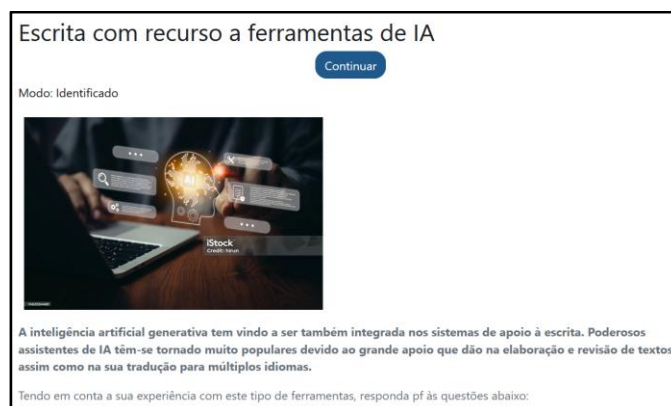 Escrita com recurso a ferramentas de IA
Continuar
Modo: Identificado
AI
iStock
Credit: Nirun
A inteligência artificial generativa tem vindo a ser também integrada nos sistemas de apoio à escrita. Poderosos
assistentes de IA têm-se tornado muito populares devido ao grande apoio que dão na elaboração e revisão de textos
assim como na sua tradução para múltiplos idiomas.
Tendo em conta a sua experiência com este tipo de ferramentas, responda pf às questões abaixo: